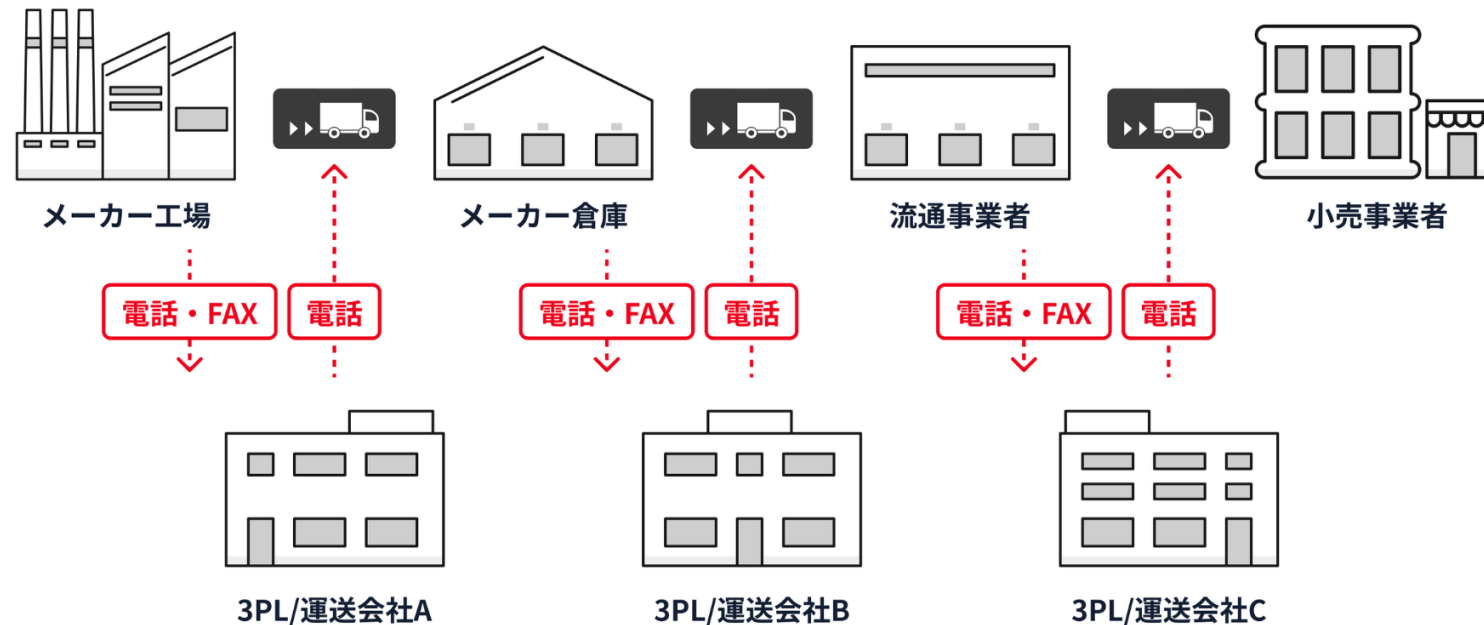 メーカー工場
メーカー倉庫
流通事業者
小売事業者
電話・FAX
電話
電話・FAX
電話
電話・FAX
電話
3PL/運送会社A
3PL/運送会社B
3PL/運送会社C